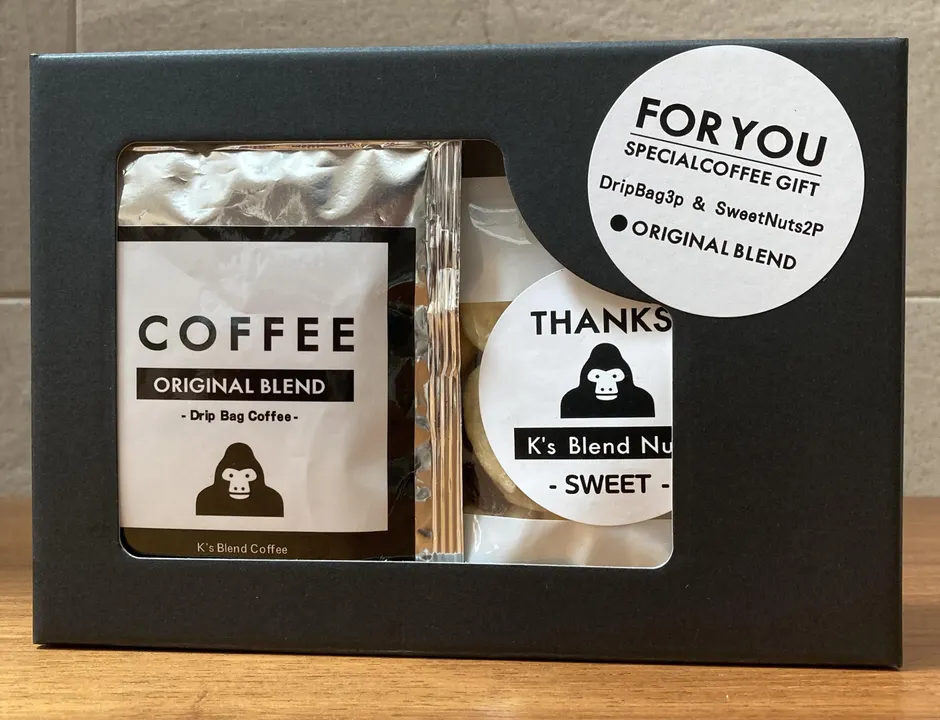 FOR YOU
SPECIALCOFFEE GIFT
DripBag3p & SweetNuts2P
ORIGINAL BLEND
COFFEE
ORIGINAL BLEND
- Drip Bag Coffee -
K's Blend Coffee
THANKS
K's Blend Nu
- SWEET -